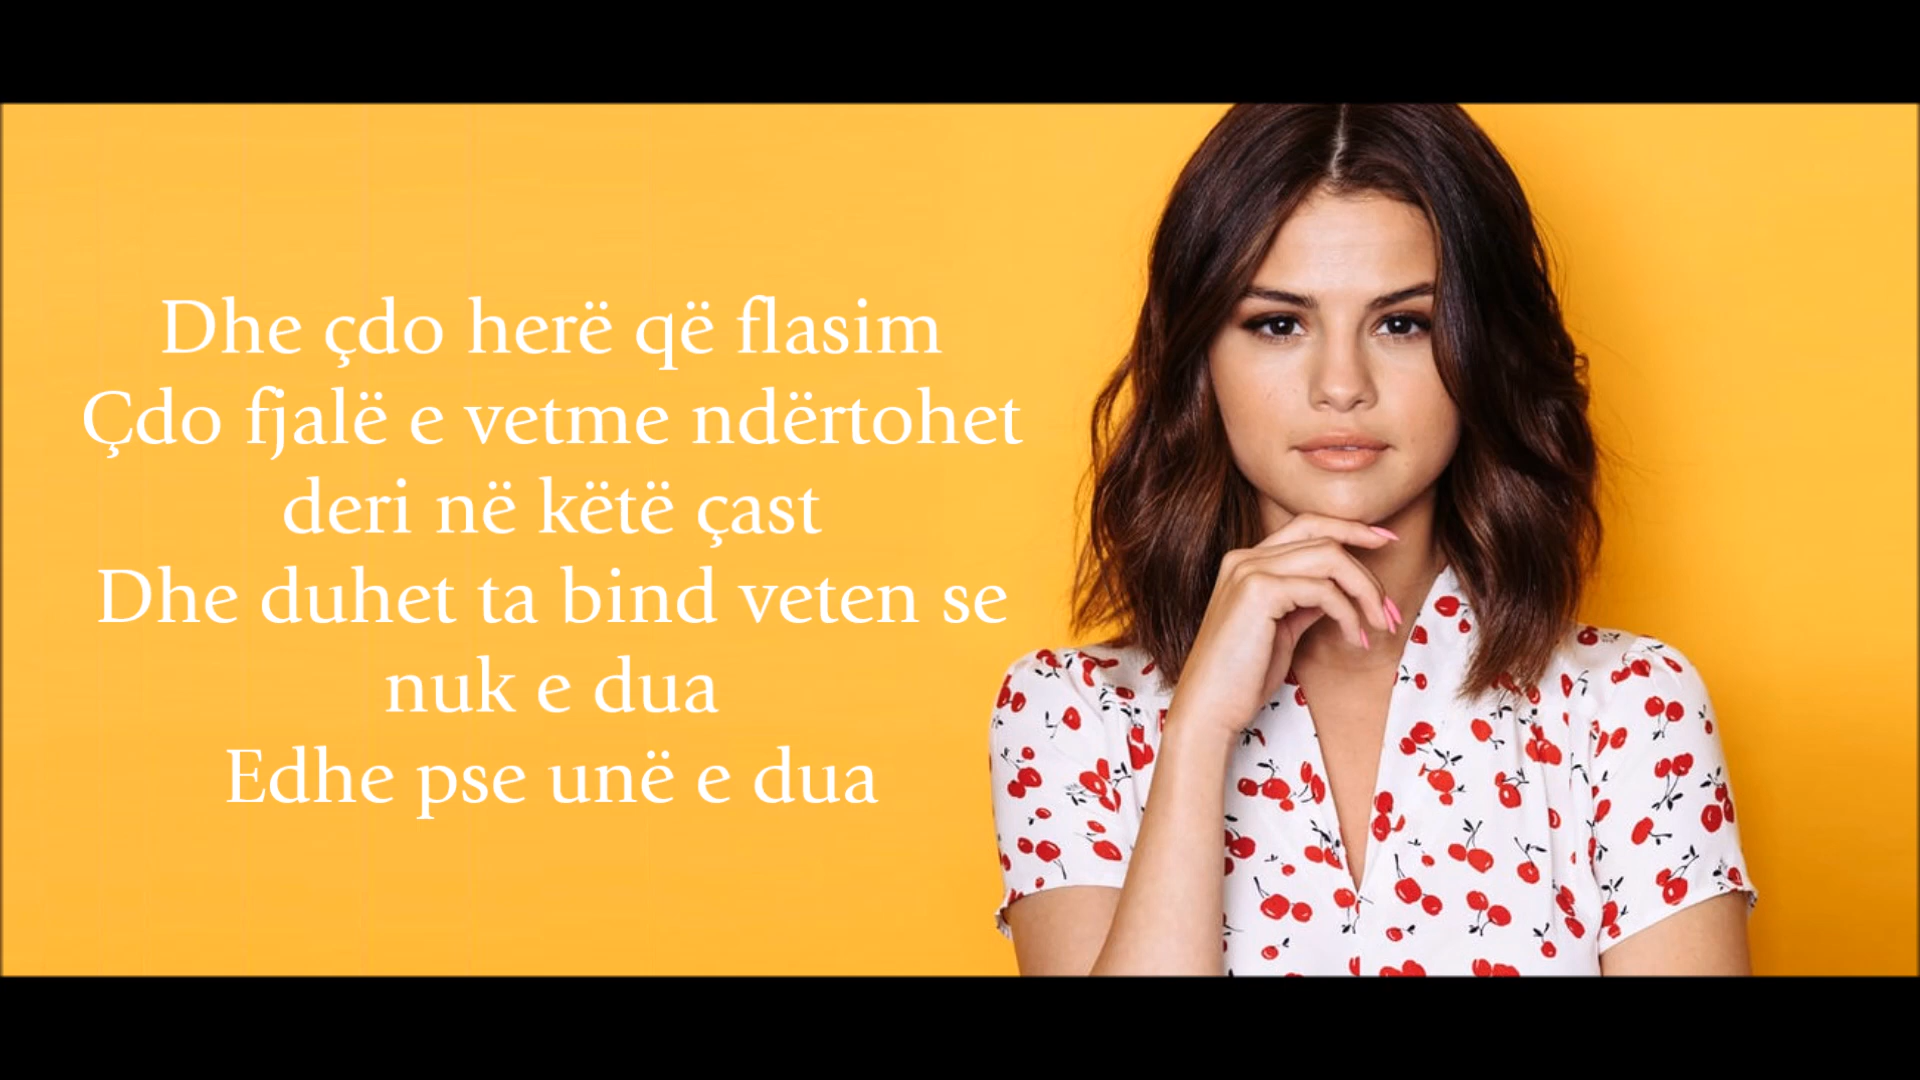 Dhe çdo herë që flasim
Çdo fjalë e vetme ndërtohet
deri në këtë çast
Dhe duhet ta bind veten se
nuk e dua
Edhe pse unë e dua